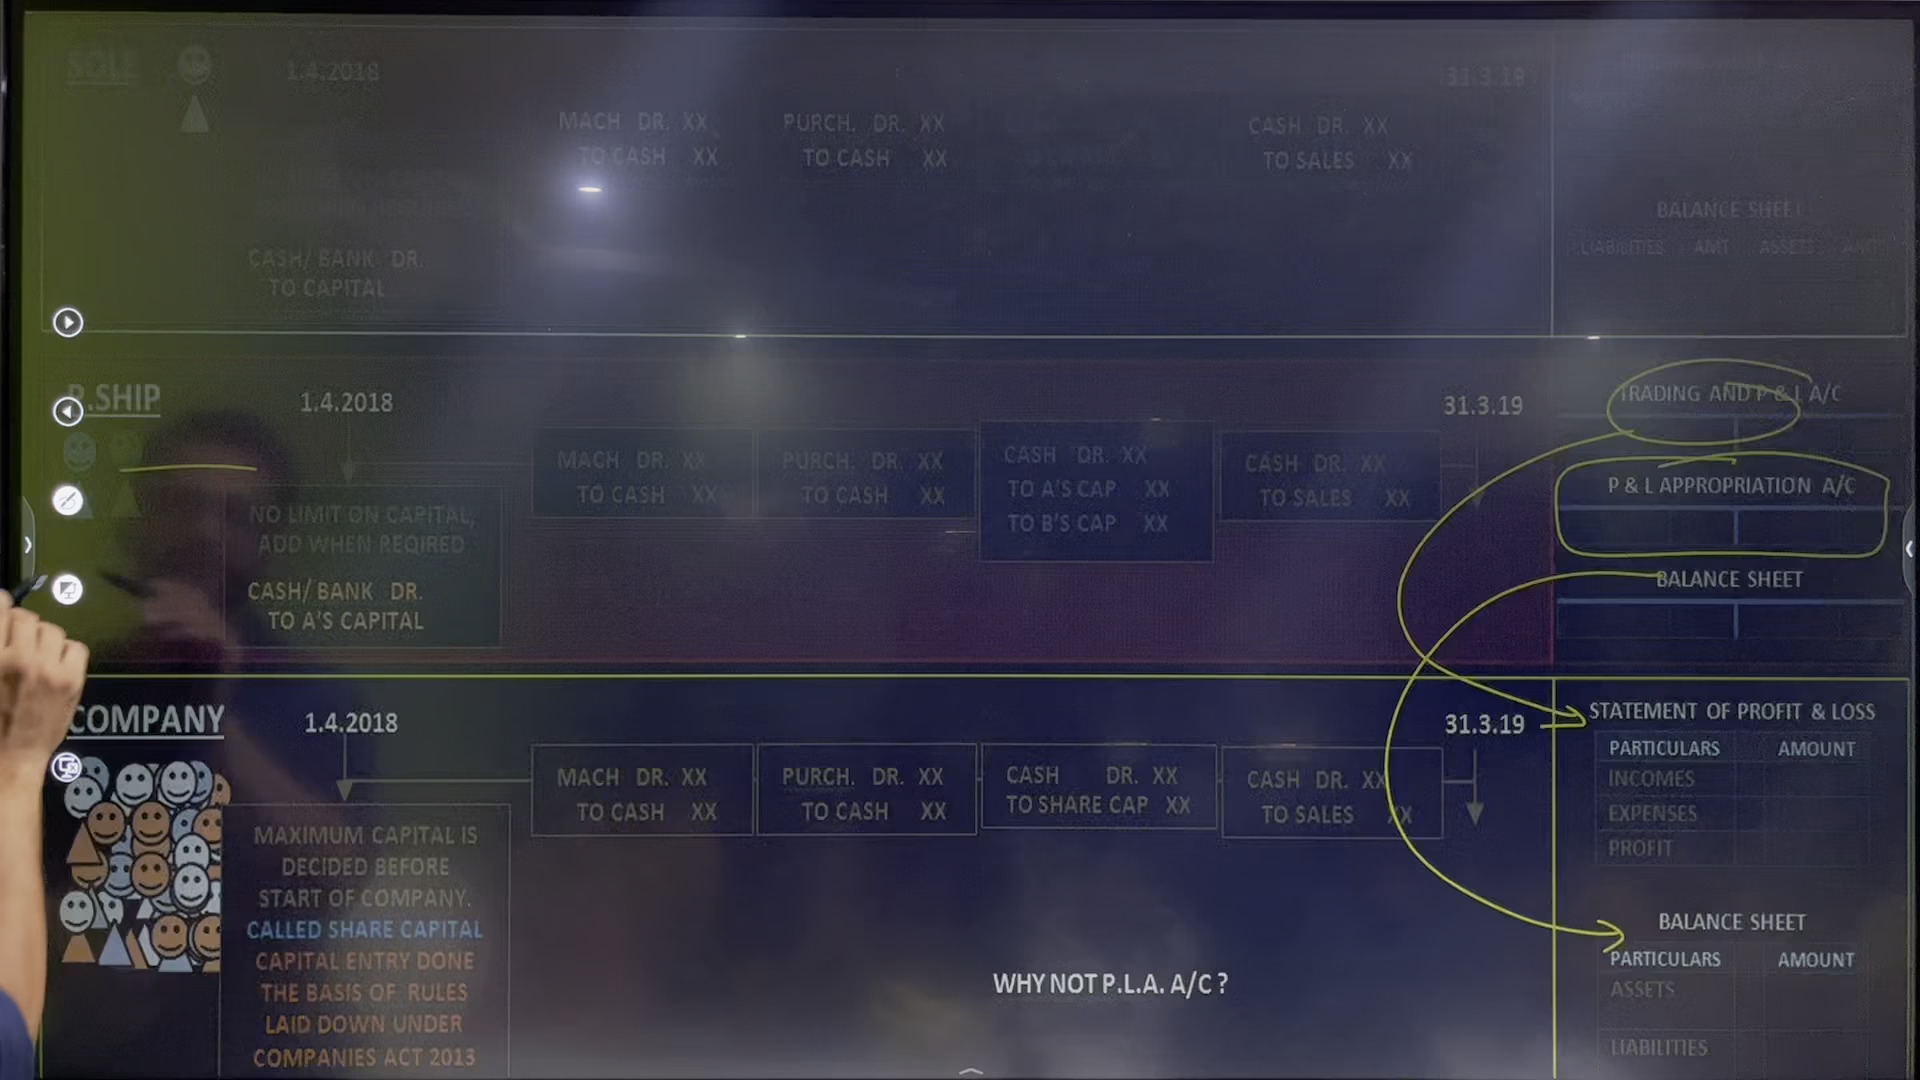 SOLE
1.4.2018
31.3.19
MACH DR. XX
TO CASH XX
PURCH. DR. XX
TO CASH XX
CASH DR. XX
TO SALES XX
CASH/ BANK DR.
TO CAPITAL
BALANCE SHEET
LIABILITIES AMT ASSETS AMT
P.SHIP
1.4.2018
31.3.19
NO LIMIT ON CAPITAL,
ADD WHEN REQIRED
CASH/ BANK DR.
TO A'S CAPITAL
MACH DR. XX
TO CASH XX
PURCH. DR. XX
TO CASH XX
CASH DR. XX
TO A'S CAP XX
TO B'S CAP XX
CASH DR. XX
TO SALES XX
TRADING AND P & L A/C
P & L APPROPRIATION A/C
BALANCE SHEET
COMPANY
1.4.2018
31.3.19
MAXIMUM CAPITAL IS
DECIDED BEFORE
START OF COMPANY.
CALLED SHARE CAPITAL
CAPITAL ENTRY DONE
THE BASIS OF RULES
LAID DOWN UNDER
COMPANIES ACT 2013
MACH DR. XX
TO CASH XX
PURCH. DR. XX
TO CASH XX
CASH DR. XX
TO SHARE CAP XX
CASH DR. XX
TO SALES XX
WHY NOT P.L.A. A/C ?
STATEMENT OF PROFIT & LOSS
PARTICULARS AMOUNT
INCOMES
EXPENSES
PROFIT
BALANCE SHEET
PARTICULARS AMOUNT
ASSETS
LIABILITIES